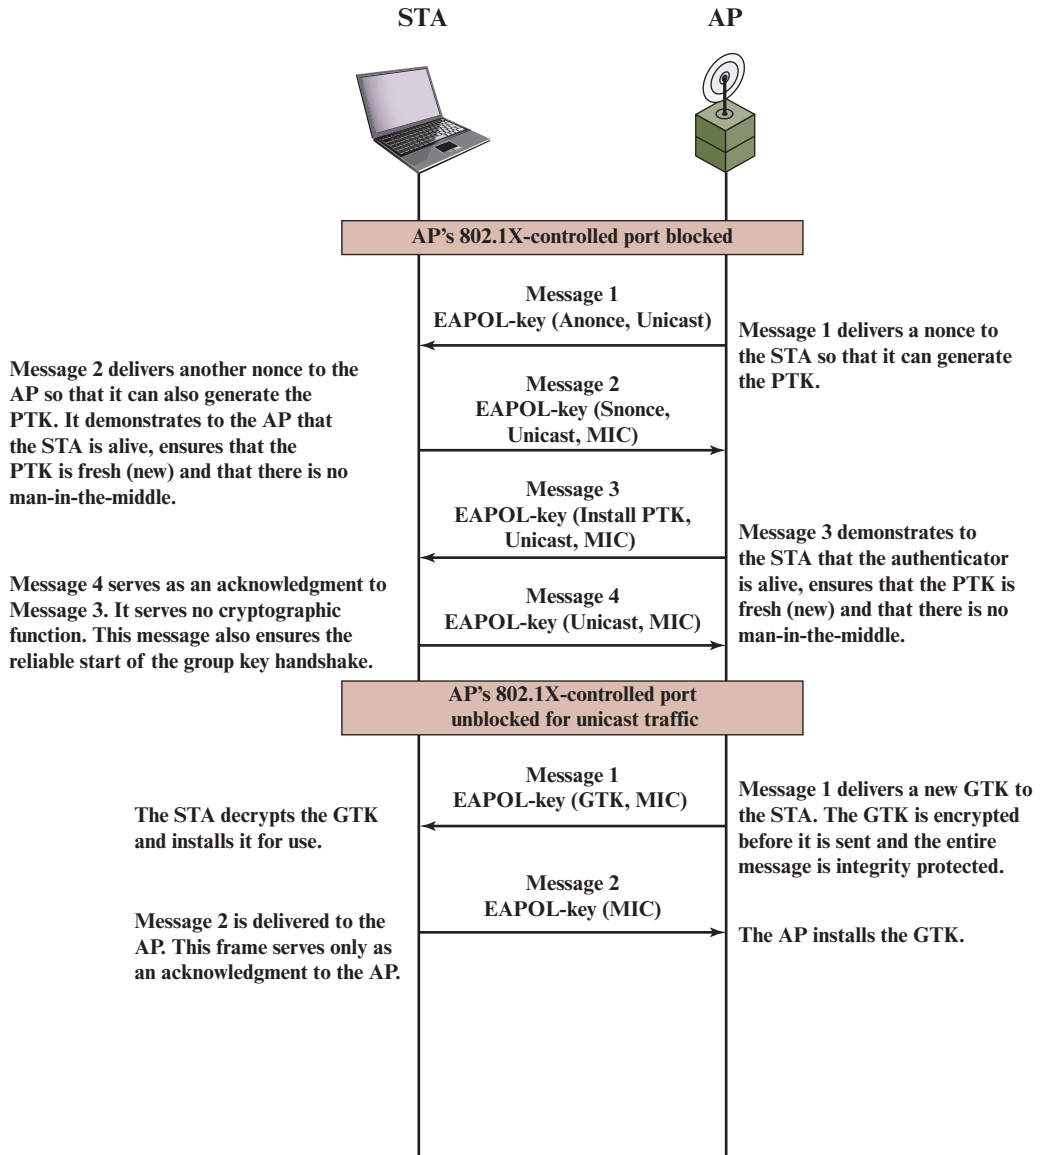 STA
AP
AP's 802.1X-controlled port blocked
Message 1
EAPOL-key (Anonce, Unicast)
Message 1 delivers a nonce to
the STA so that it can generate
the PTK.
Message 2 delivers another nonce to the
AP so that it can also generate the
PTK. It demonstrates to the AP that
the STA is alive, ensures that the
PTK is fresh (new) and that there is no
man-in-the-middle.
Message 2
EAPOL-key (Snonce,
Unicast, MIC)
Message 3
EAPOL-key (Install PTK,
Unicast, MIC)
Message 3 demonstrates to
the STA that the authenticator
is alive, ensures that the PTK is
fresh (new) and that there is no
man-in-the-middle.
Message 4 serves as an acknowledgment to
Message 3. It serves no cryptographic
function. This message also ensures the
reliable start of the group key handshake.
Message 4
EAPOL-key (Unicast, MIC)
AP's 802.1X-controlled port
unblocked for unicast traffic
Message 1
EAPOL-key (GTK, MIC)
Message 1 delivers a new GTK to
the STA. The GTK is encrypted
before it is sent and the entire
message is integrity protected.
The STA decrypts the GTK
and installs it for use.
Message 2
EAPOL-key (MIC)
Message 2 is delivered to the
AP. This frame serves only as
an acknowledgment to the AP.
The AP installs the GTK.